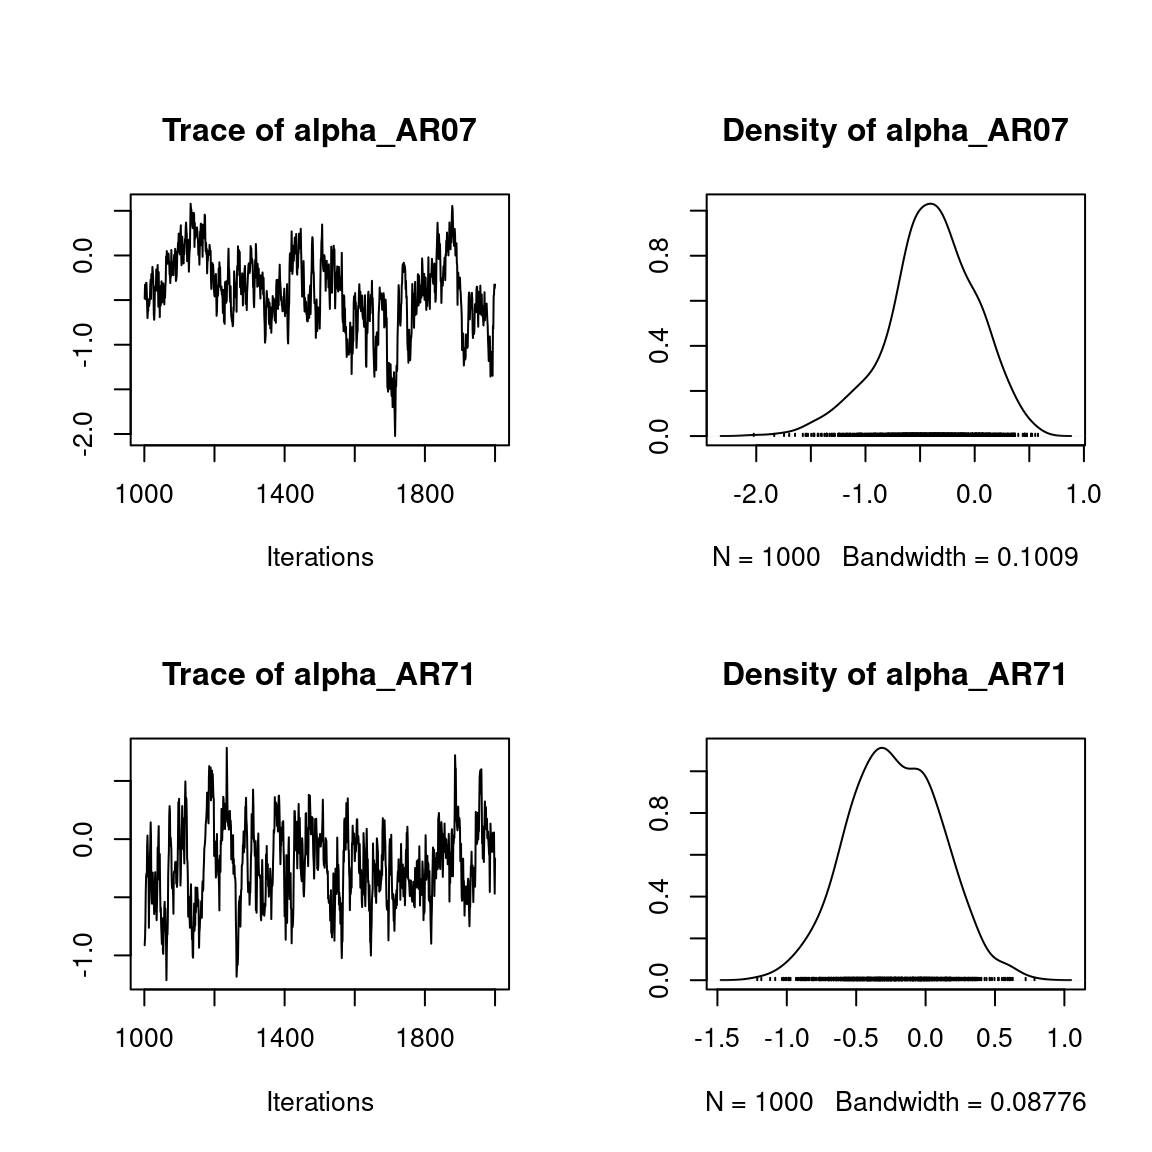 Trace of alpha_AR07
0.0
-1.0
-2.0
1000 1400 1800
Iterations
Density of alpha_AR07
0.8
0.4
0.0
-2.0 -1.0 0.0 1.0
N = 1000 Bandwidth = 0.1009
Trace of alpha_AR71
0.0
-1.0
1000 1400 1800
Iterations
Density of alpha_AR71
0.8
0.4
0.0
-1.5 -1.0 -0.5 0.0 0.5 1.0
N = 1000 Bandwidth = 0.08776